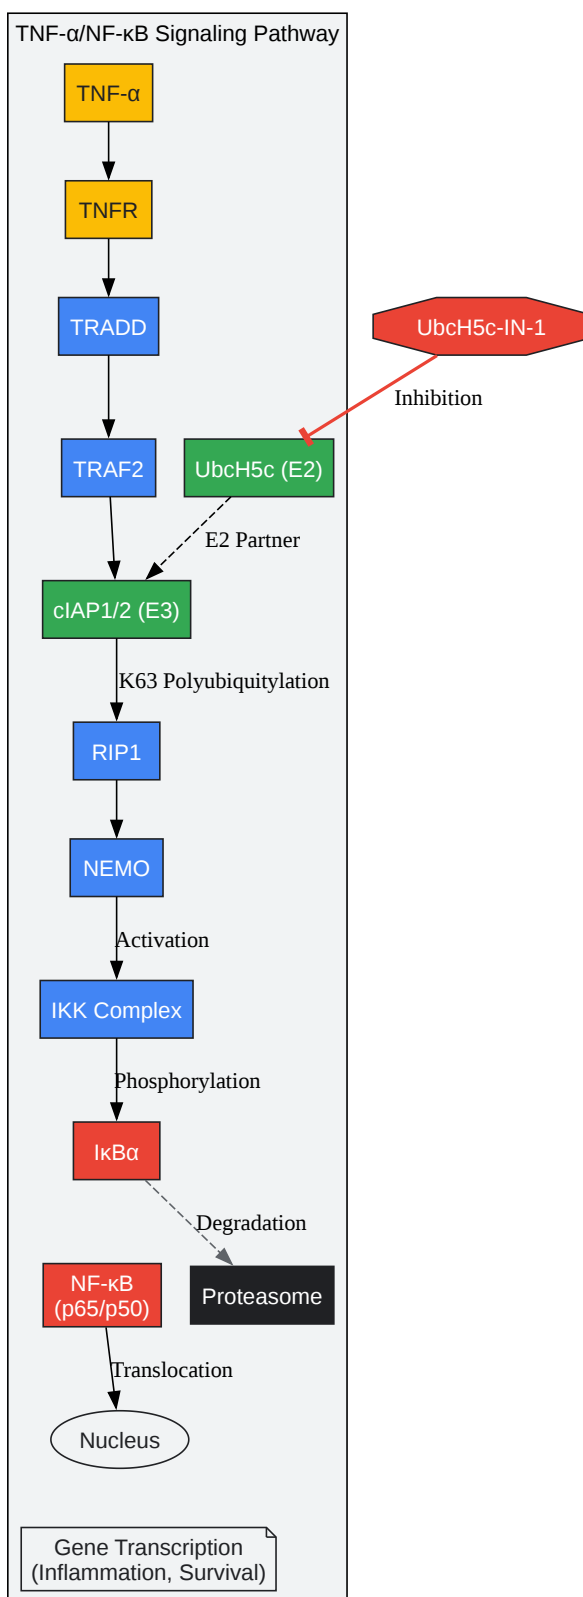 TNF-α/NF-κB Signaling Pathway
TNF-α
TNFR
TRADD
UbcH5c-IN-1
Inhibition
TRAF2
UbcH5c (E2)
E2 Partner
cIAP1/2 (E3)
K63 Polyubiquitylation
RIP1
NEMO
Activation
IKK Complex
Phosphorylation
IκBα
Degradation
NF-κB
(p65/p50)
Proteasome
Translocation
Nucleus
Gene Transcription
(Inflammation, Survival)